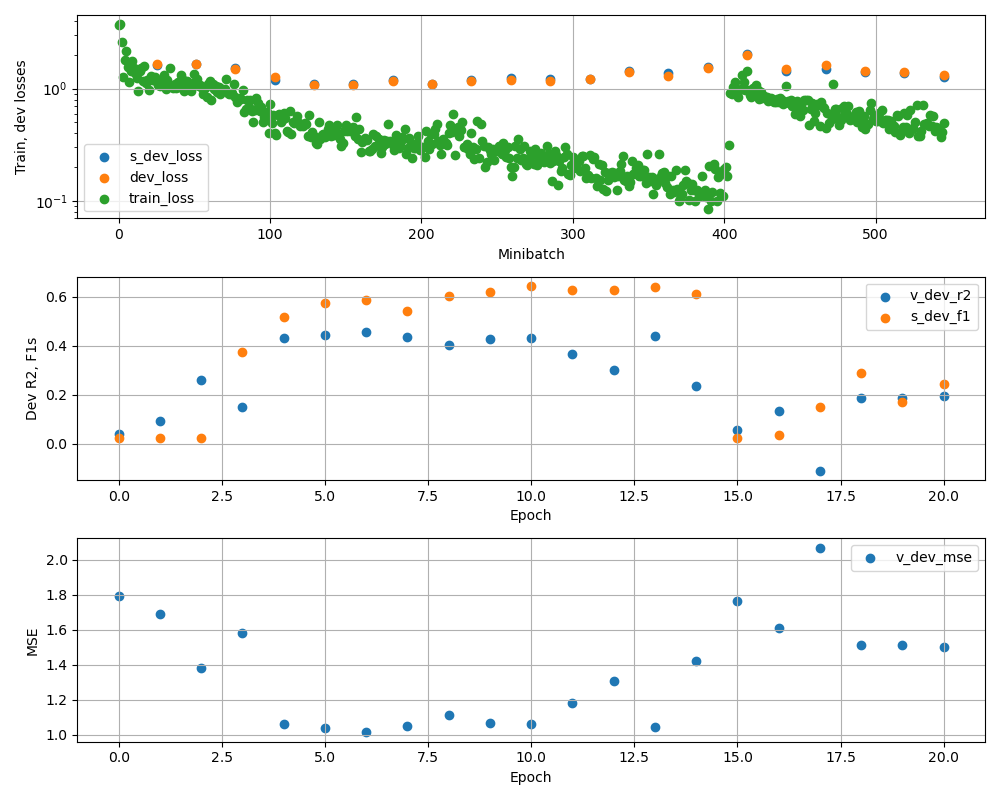 Train, dev losses
10⁰
10⁻¹
s_dev_loss
dev_loss
train_loss
0 100 200 300 400 500
Minibatch
Dev R2, F1s
0.6
0.4
0.2
0.0
v_dev_r2
s_dev_f1
0.0 2.5 5.0 7.5 10.0 12.5 15.0 17.5 20.0
Epoch
MSE
2.0
1.8
1.6
1.4
1.2
1.0
v_dev_mse
0.0 2.5 5.0 7.5 10.0 12.5 15.0 17.5 20.0
Epoch